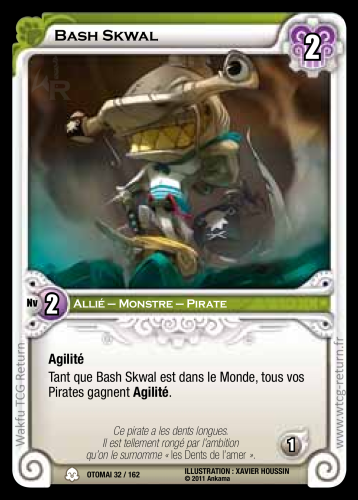 Bash Skwal
2
Nv 2 Allié – Monstre – Pirate
Agilité
Tant que Bash Skwal est dans le Monde, tous vos
Pirates gagnent Agilité.
Ce pirate a les dents longues.
Il est tellement rongé par l'ambition
qu'on le surnomme « les Dents de l'amer ».
1
OTOMAI 32 / 162
ILLUSTRATION : XAVIER HOUSSIN
© 2011 Ankama
Wakfu TCG Return
www.wtcg-return.fr